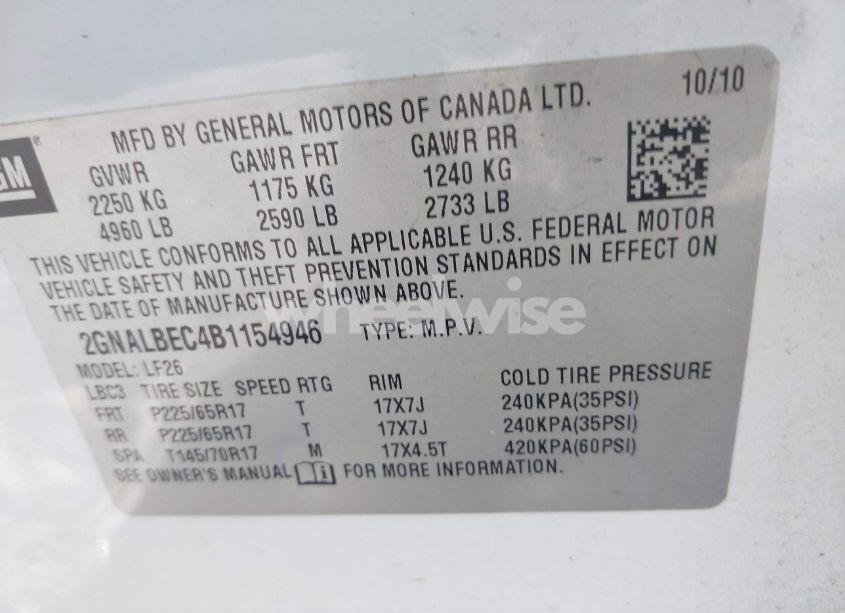 10/10
MFD BY GENERAL MOTORS OF CANADA LTD.
GM
GVWR GAWR FRT GAWR RR
2250 KG 1175 KG 1240 KG
4960 LB 2590 LB 2733 LB
THIS VEHICLE CONFORMS TO ALL APPLICABLE U.S. FEDERAL MOTOR
VEHICLE SAFETY AND THEFT PREVENTION STANDARDS IN EFFECT ON
THE DATE OF MANUFACTURE SHOWN ABOVE.
wheelwise
2GNALBEC4B1154946 TYPE: M.P.V.
MODEL: LF26
LBC3 TIRE SIZE SPEED RTG RIM COLD TIRE PRESSURE
FRT P225/65R17 T 17X7J 240KPA(35PSI)
RR P225/65R17 T 17X7J 240KPA(35PSI)
SPA T145/70R17 M 17X4.5T 420KPA(60PSI)
SEE OWNER'S MANUAL FOR MORE INFORMATION.